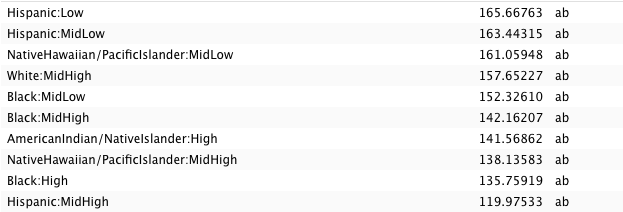 Hispanic:Low 165.66763 ab
Hispanic:MidLow 163.44315 ab
NativeHawaiian/PacificIslander:MidLow 161.05948 ab
White:MidHigh 157.65227 ab
Black:MidLow 152.32610 ab
Black:MidHigh 142.16207 ab
AmericanIndian/NativeIslander:High 141.56862 ab
NativeHawaiian/PacificIslander:MidHigh 138.13583 ab
Black:High 135.75919 ab
Hispanic:MidHigh 119.97533 ab